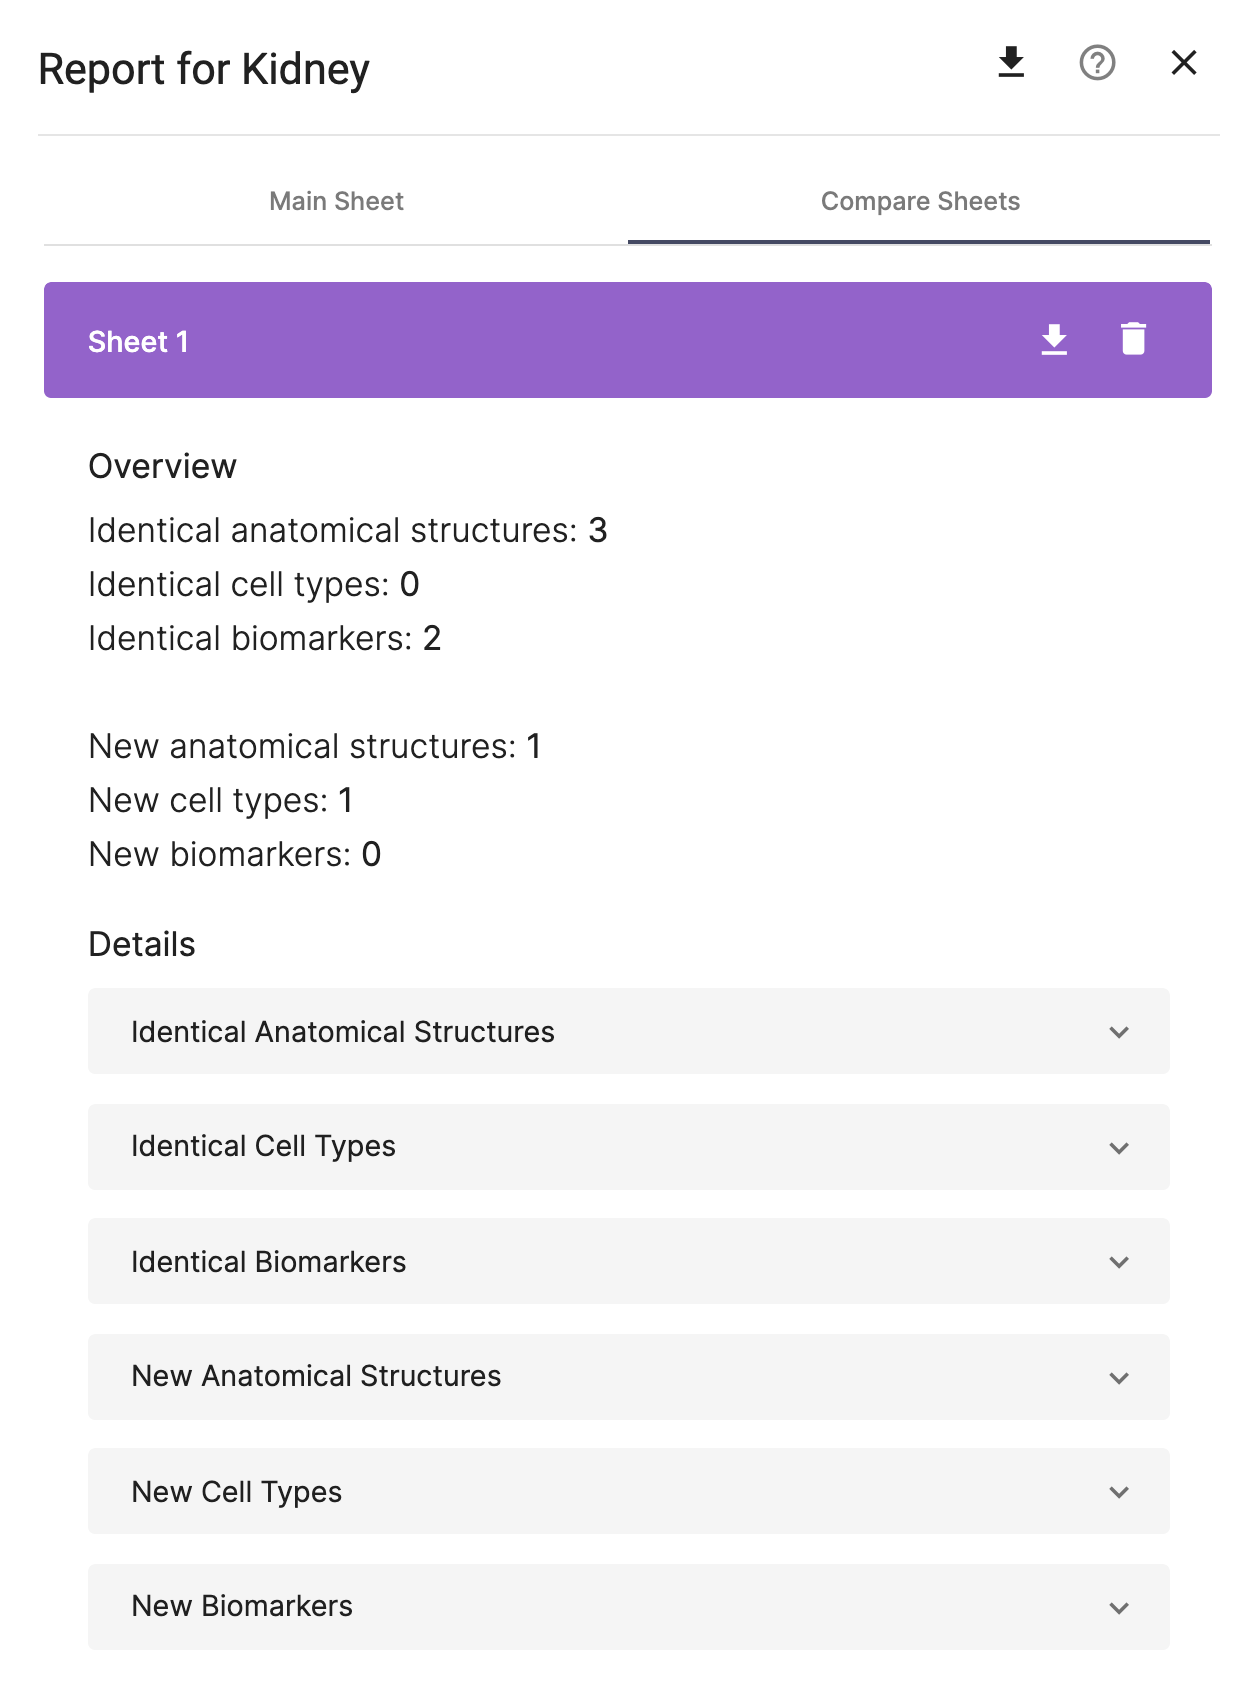 Report for Kidney
Main Sheet
Compare Sheets
Sheet 1
Overview
Identical anatomical structures: 3
Identical cell types: 0
Identical biomarkers: 2
New anatomical structures: 1
New cell types: 1
New biomarkers: 0
Details
Identical Anatomical Structures
Identical Cell Types
Identical Biomarkers
New Anatomical Structures
New Cell Types
New Biomarkers